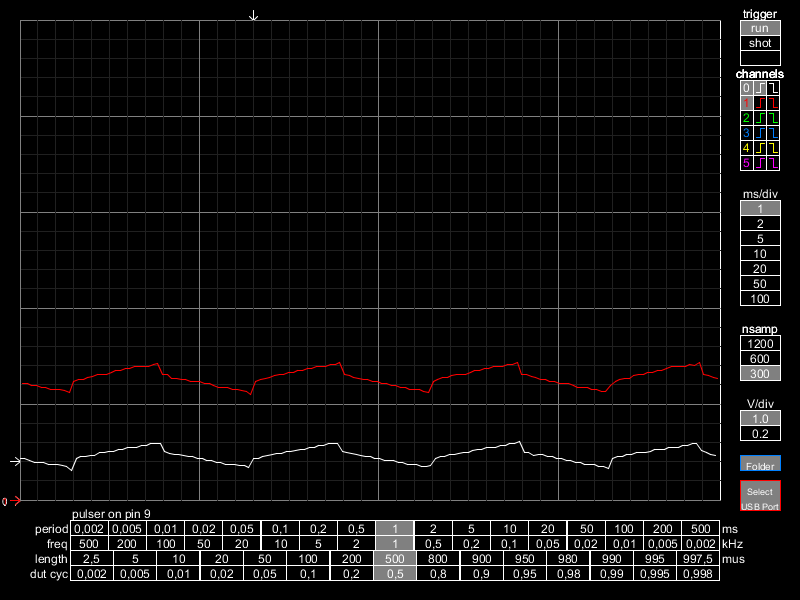 trigger
run
shot
channels
0
1
2
3
4
5
ms/div
1
2
5
10
20
50
100
nsamp
1200
600
300
V/div
1.0
0.2
Folder
Select
USB Port
0
pulser on pin 9
period 0,002 0,005 0,01 0,02 0,05 0,1 0,2 0,5 1 2 5 10 20 50 100 200 500 ms
freq 500 200 100 50 20 10 5 2 1 0,5 0,2 0,1 0,05 0,02 0,01 0,005 0,002 kHz
length 2,5 5 10 20 50 100 200 500 800 900 950 980 990 995 997,5 mus
dut cyc 0,002 0,005 0,01 0,02 0,05 0,1 0,2 0,5 0,8 0,9 0,95 0,98 0,99 0,995 0,998